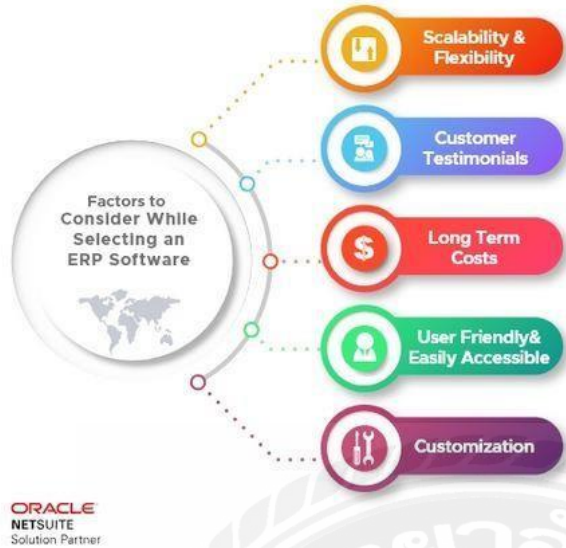 Factors to
Consider While
Selecting an
ERP Software
Scalability &
Flexibility
Customer
Testimonials
$
Long Term
Costs
User Friendly&
Easily Accessible
Customization
ORACLE
NETSUITE
Solution Partner